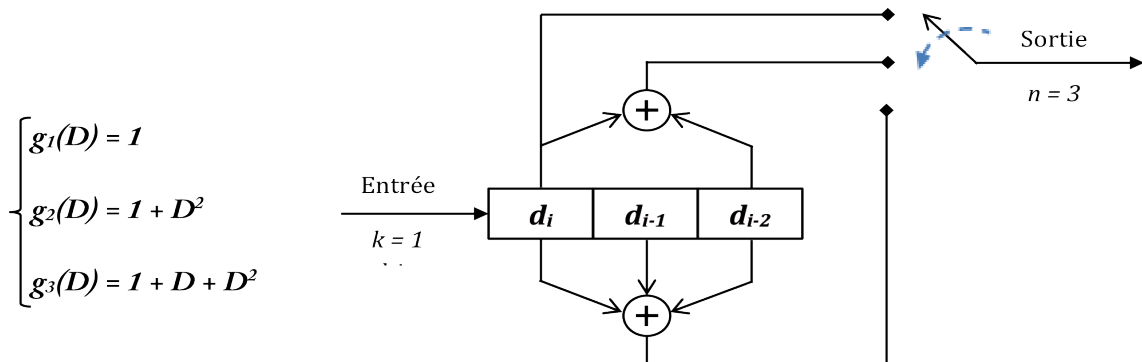 g1(D) = 1
g2(D) = 1 + D²
g3(D) = 1 + D + D²
Entrée
k = 1
+
di
di-1
di-2
+
Sortie
n = 3